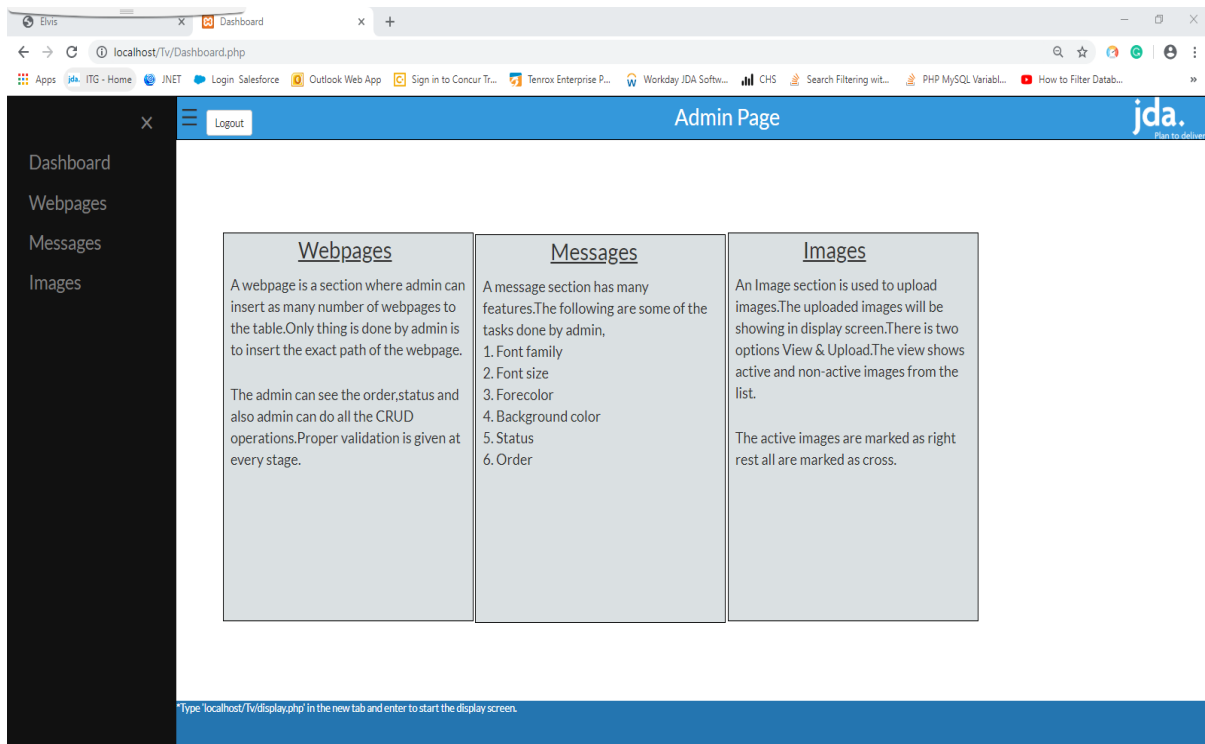 Elvis
Dashboard
localhost/Tv/Dashboard.php
Apps
jda. ITG - Home
JNET
Login Salesforce
Outlook Web App
Sign in to Concur Tr...
Tenrox Enterprise P...
Workday JDA Softw...
CHS
Search Filtering wit...
PHP MySQL Variabl...
How to Filter Datab...
Logout
Admin Page
jda.
Plan to deliver
Dashboard
Webpages
Messages
Images
Webpages
A webpage is a section where admin can
insert as many number of webpages to
the table.Only thing is done by admin is
to insert the exact path of the webpage.
The admin can see the order,status and
also admin can do all the CRUD
operations.Proper validation is given at
every stage.
Messages
A message section has many
features.The following are some of the
tasks done by admin,
1. Font family
2. Font size
3. Forecolor
4. Background color
5. Status
6. Order
Images
An Image section is used to upload
images.The uploaded images will be
showing in display screen.There is two
options View & Upload.The view shows
active and non-active images from the
list.
The active images are marked as right
rest all are marked as cross.
*Type 'localhost/Tv/display.php' in the new tab and enter to start the display screen.